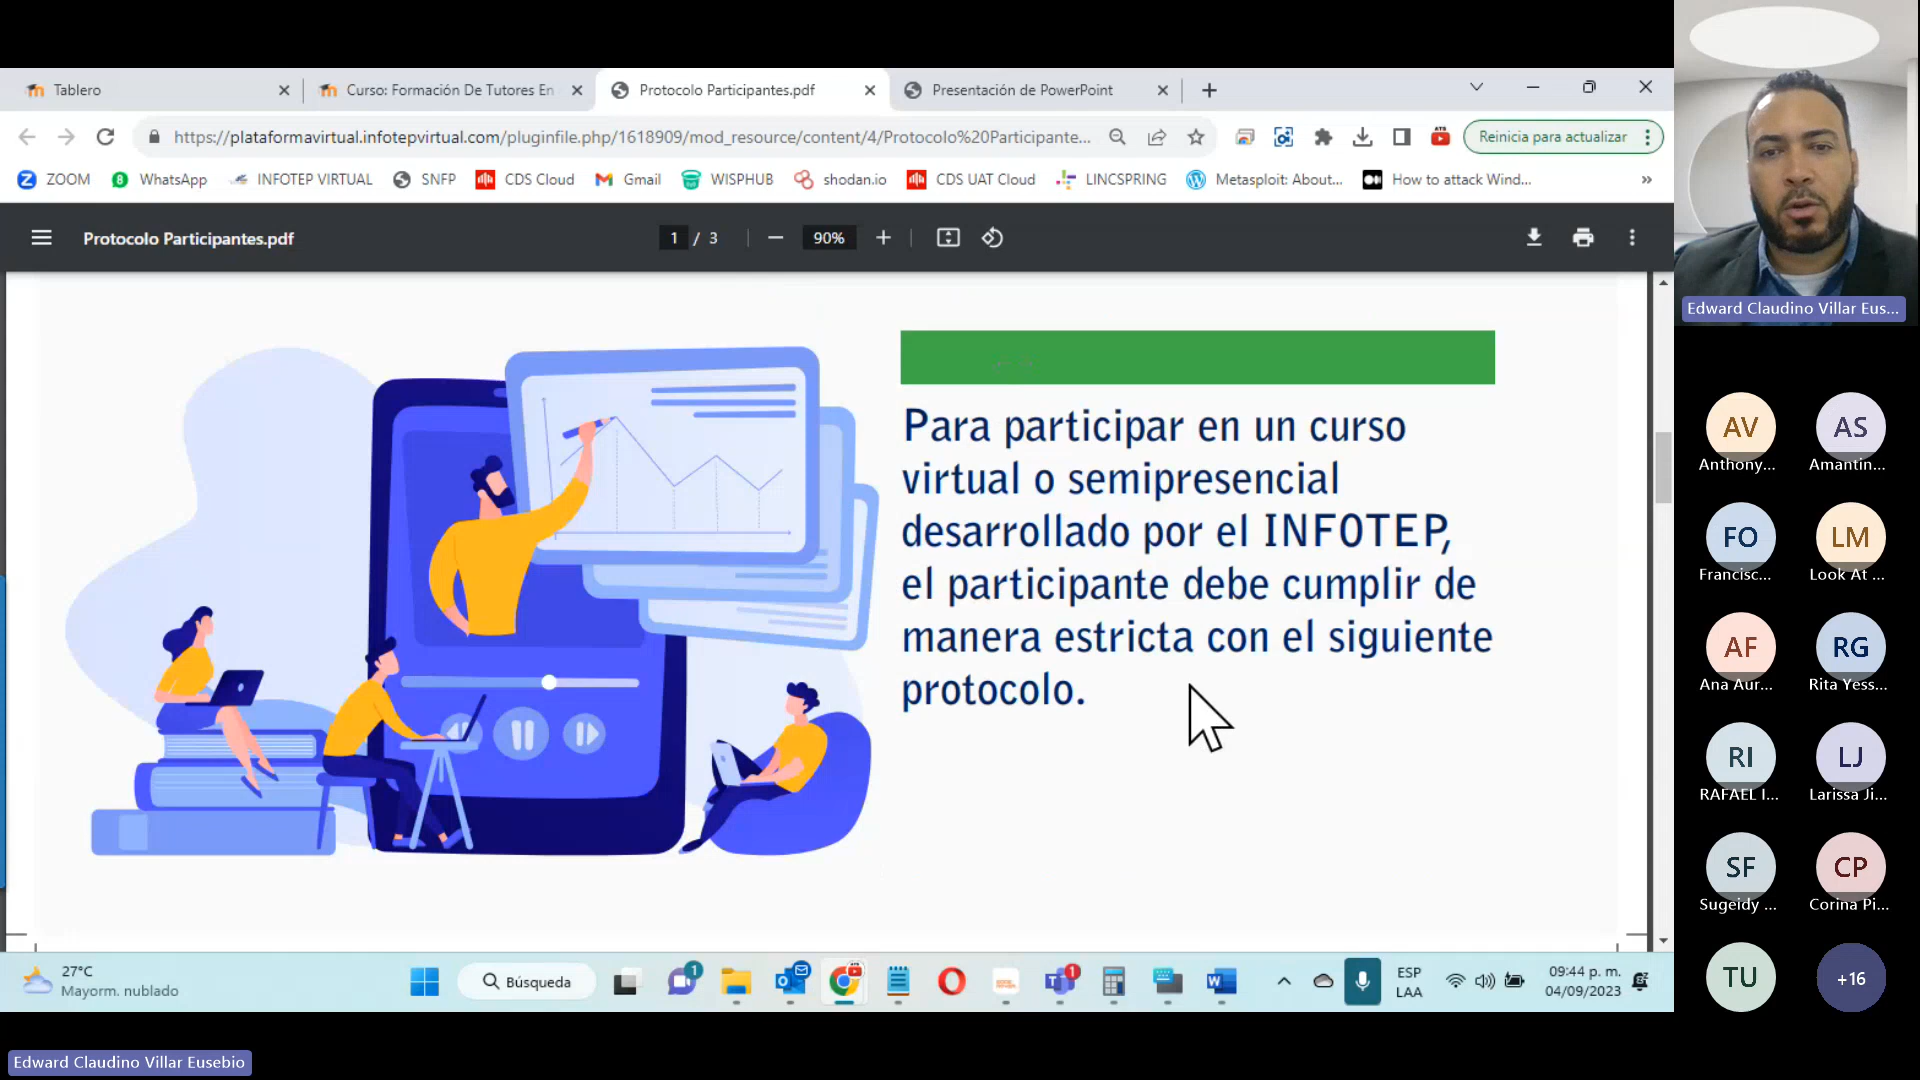 Tablero
Curso: Formación De Tutores En
Protocolo Participantes.pdf
Presentación de PowerPoint
https://plataformavirtual.infotepvirtual.com/pluginfile.php/1618909/mod_resource/content/4/Protocolo%20Participante...
Reinicia para actualizar
ZOOM
WhatsApp
INFOTEP VIRTUAL
SNFP
CDS Cloud
Gmail
WISPHUB
shodan.io
CDS UAT Cloud
LINCSPRING
Metasploit: About...
How to attack Wind...
»
Protocolo Participantes.pdf
1 / 3
90%
Para participar en un curso
virtual o semipresencial
desarrollado por el INFOTEP,
el participante debe cumplir de
manera estricta con el siguiente
protocolo.
Edward Claudino Villar Eus...
AV
Anthony...
AS
Amantin...
FO
Francisc...
LM
Look At ...
AF
Ana Aur...
RG
Rita Yess...
RI
RAFAEL I...
LJ
Larissa Ji...
SF
Sugeidy ...
CP
Corina Pi...
TU
+16
27°C
Mayorm. nublado
Búsqueda
1
1
ESP
LAA
09:44 p. m.
04/09/2023
Edward Claudino Villar Eusebio